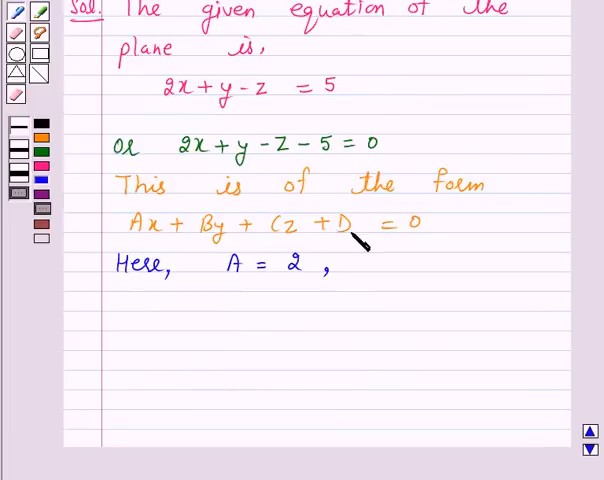 Sol. The given equation of the
plane is,
2x + y - z = 5
or 2x + y - z - 5 = 0
This is of the form
Ax + By + Cz + D = 0
Here, A = 2 ,